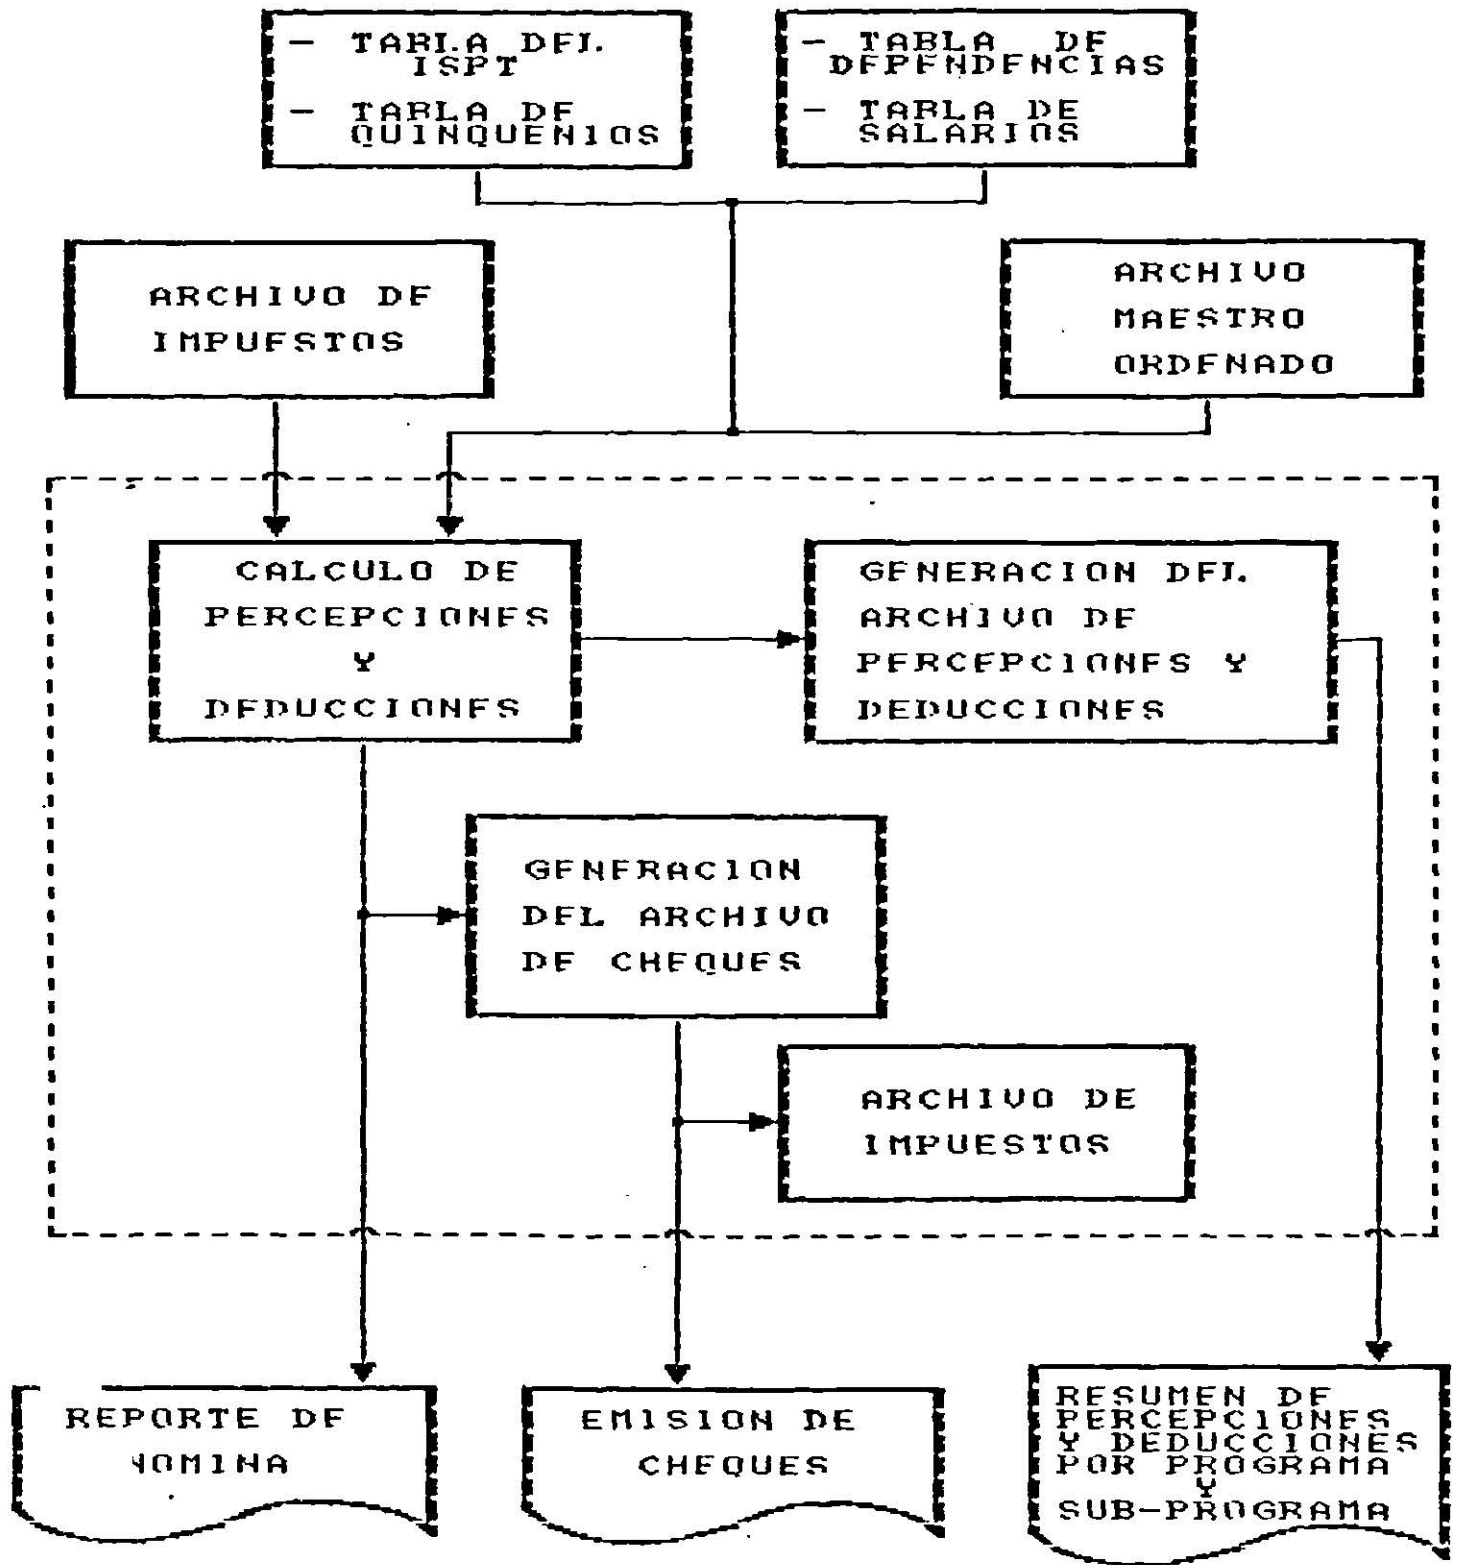 - TABLA DEL
ISPT
- TABLA DE
QUINQUENIOS
- TABLA DE
DEPENDENCIAS
- TABLA DE
SALARIOS
ARCHIVO DE
IMPUESTOS
ARCHIVO
MAESTRO
ORDENADO
CALCULO DE
PERCEPCIONES
Y
DEDUCCIONES
GENERACION DEL
ARCHIVO DE
PERCEPCIONES Y
DEDUCCIONES
GENERACION
DEL ARCHIVO
DE CHEQUES
ARCHIVO DE
IMPUESTOS
REPORTE DE
NOMINA
EMISION DE
CHEQUES
RESUMEN DE
PERCEPCIONES
Y DEDUCCIONES
POR PROGRAMA
Y
SUB-PROGRAMA